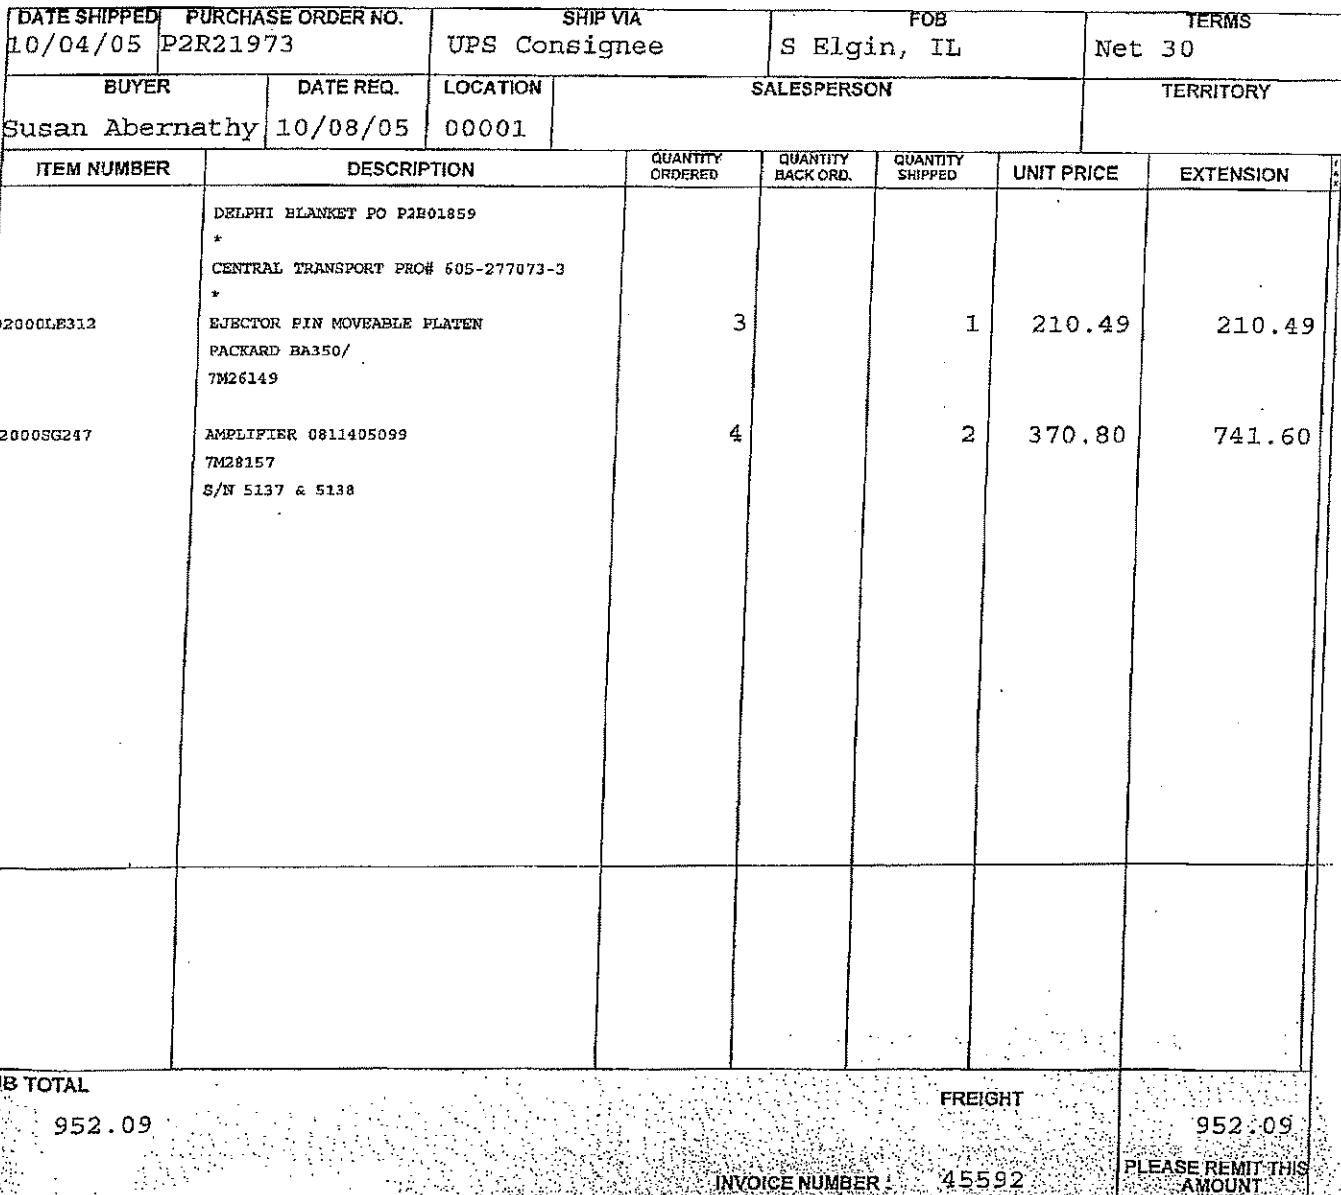 DATE SHIPPED PURCHASE ORDER NO. SHIP VIA FOB TERMS
10/04/05 P2R21973 UPS Consignee S Elgin, IL Net 30
BUYER DATE REQ. LOCATION SALESPERSON TERRITORY
Susan Abernathy 10/08/05 00001
ITEM NUMBER DESCRIPTION QUANTITY ORDERED QUANTITY BACK ORD. QUANTITY SHIPPED UNIT PRICE EXTENSION
DELPHI BLANKET PO P2B01859
*
CENTRAL TRANSPORT PRO# 605-277073-3
*
02000LE312 EJECTOR PIN MOVEABLE PLATEN 3 1 210.49 210.49
PACKARD BA350/
7M26149
2000SG247 AMPLIFIER 0811405099 4 2 370.80 741.60
7M28157
S/N 5137 & 5138
B TOTAL FREIGHT
952.09 952.09
INVOICE NUMBER: 45592 PLEASE REMIT THIS
AMOUNT